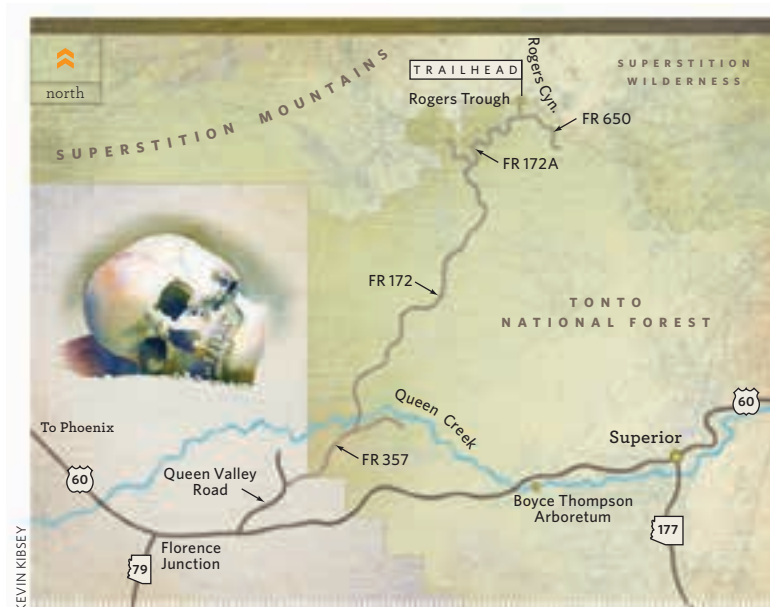 north
SUPERSTITION MOUNTAINS
TRAILHEAD
Rogers Cyn.
SUPERSTITION
WILDERNESS
Rogers Trough
FR 650
FR 172A
FR 172
TONTO
NATIONAL FOREST
To Phoenix
60
Queen Creek
60
Superior
FR 357
Queen Valley
Road
Boyce Thompson
Arboretum
177
Florence
Junction
79
KEVIN KIBSEY